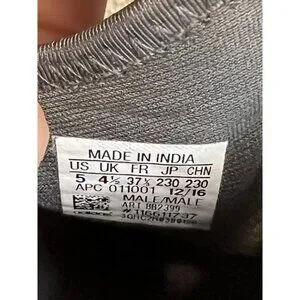 MADE IN INDIA
US UK FR JP CHN
5 4½ 37⅓ 230 230
APC 011001 12/16
MALE/MALE
ART BB2399
adidas